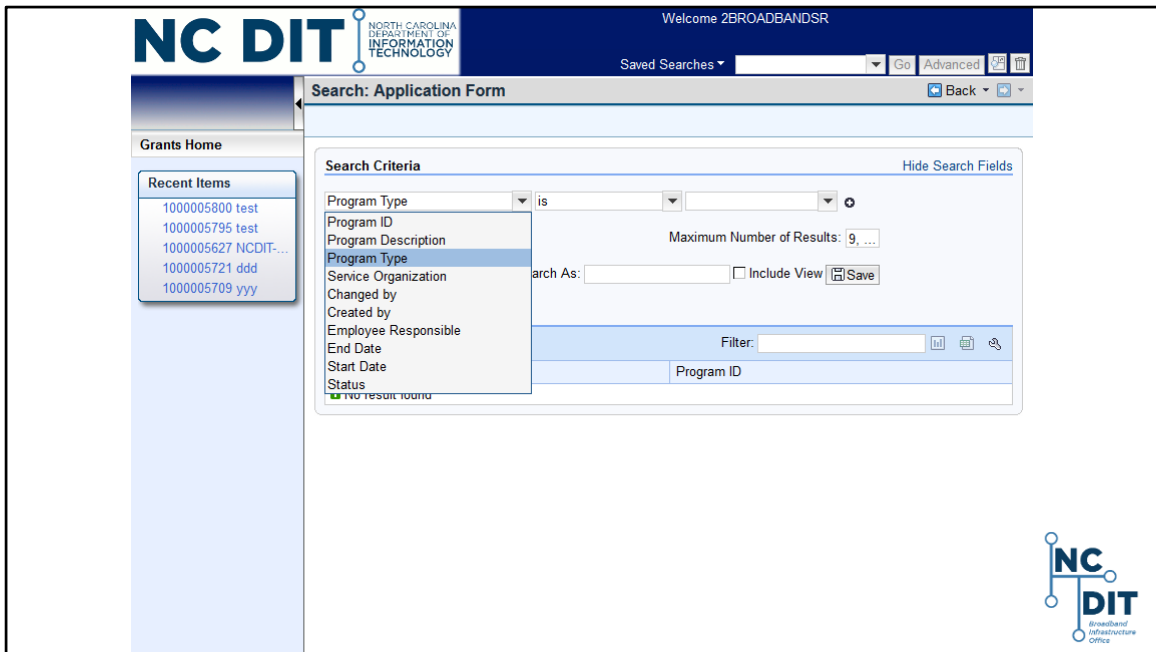 NC DIT
NORTH CAROLINA
DEPARTMENT OF
INFORMATION
TECHNOLOGY
Welcome 2BROADBANDSR
Saved Searches
Go Advanced
Search: Application Form
Back
Grants Home
Recent Items
1000005800 test
1000005795 test
1000005627 NCDIT-...
1000005721 ddd
1000005709 yyy
Search Criteria
Hide Search Fields
Program Type is
Program ID
Program Description
Program Type
Service Organization
Changed by
Created by
Employee Responsible
End Date
Start Date
Status
Maximum Number of Results: 9, ...
arch As: Include View Save
Filter:
Program ID
No result found
NC
DIT
Broadband
Infrastructure
Office